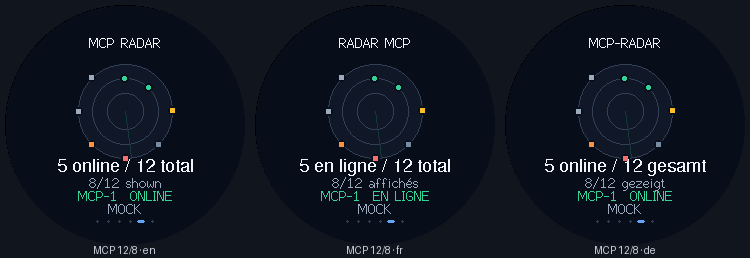 MCP RADAR
5 online / 12 total
8/12 shown
MCP-1 ONLINE
MOCK
MCP 12/8 · en
RADAR MCP
5 en ligne / 12 total
8/12 affichés
MCP-1 EN LIGNE
MOCK
MCP 12/8 · fr
MCP-RADAR
5 online / 12 gesamt
8/12 gezeigt
MCP-1 ONLINE
MOCK
MCP 12/8 · de